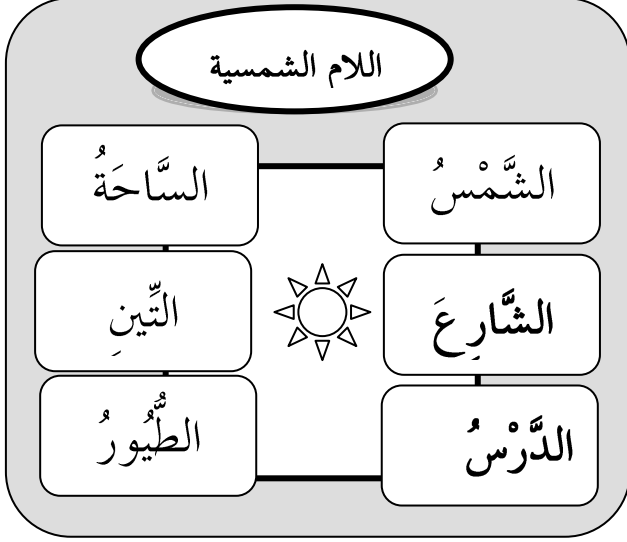 اللام الشمسية
الشَّمْسُ
السَّاحَةُ
الشَّارِعَ
التِّينِ
الدَّرْسُ
الطُّيُورُ